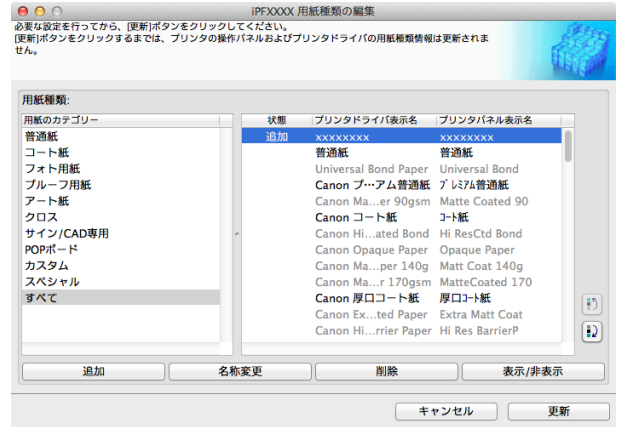 iPFXXXX 用紙種類の編集
必要な設定を行ってから、[更新]ボタンをクリックしてください。
[更新]ボタンをクリックするまでは、プリンタの操作パネルおよびプリンタドライバの用紙種類情報は更新されません。
用紙種類:
用紙のカテゴリー
普通紙
コート紙
フォト用紙
プルーフ用紙
アート紙
クロス
サイン/CAD専用
POPボード
カスタム
スペシャル
すべて
状態 プリンタドライバ表示名 プリンタパネル表示名
追加 xxxxxxxx xxxxxxxx
普通紙 普通紙
Universal Bond Paper Universal Bond
Canon プ…アム普通紙 プレミアム普通紙
Canon Ma…er 90gsm Matte Coated 90
Canon コート紙 コート紙
Canon Hi…ated Bond Hi ResCtd Bond
Canon Opaque Paper Opaque Paper
Canon Ma…per 140g Matt Coat 140g
Canon Ma…r 170gsm MatteCoated 170
Canon 厚口コート紙 厚口コート紙
Canon Ex…ted Paper Extra Matt Coat
Canon Hi…rrier Paper Hi Res BarrierP
追加 名称変更 削除 表示/非表示
キャンセル 更新